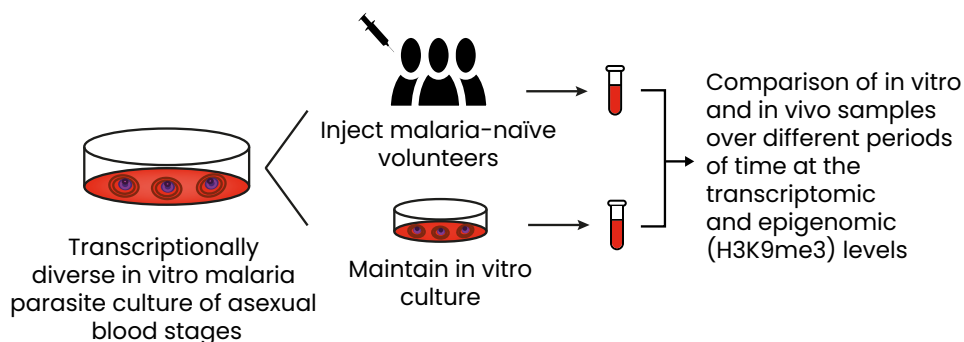 Inject malaria-naïve
volunteers
Transcriptionally
diverse in vitro malaria
parasite culture of asexual
blood stages
Maintain in vitro
culture
Comparison of in vitro
and in vivo samples
over different periods
of time at the
transcriptomic
and epigenomic
(H3K9me3) levels